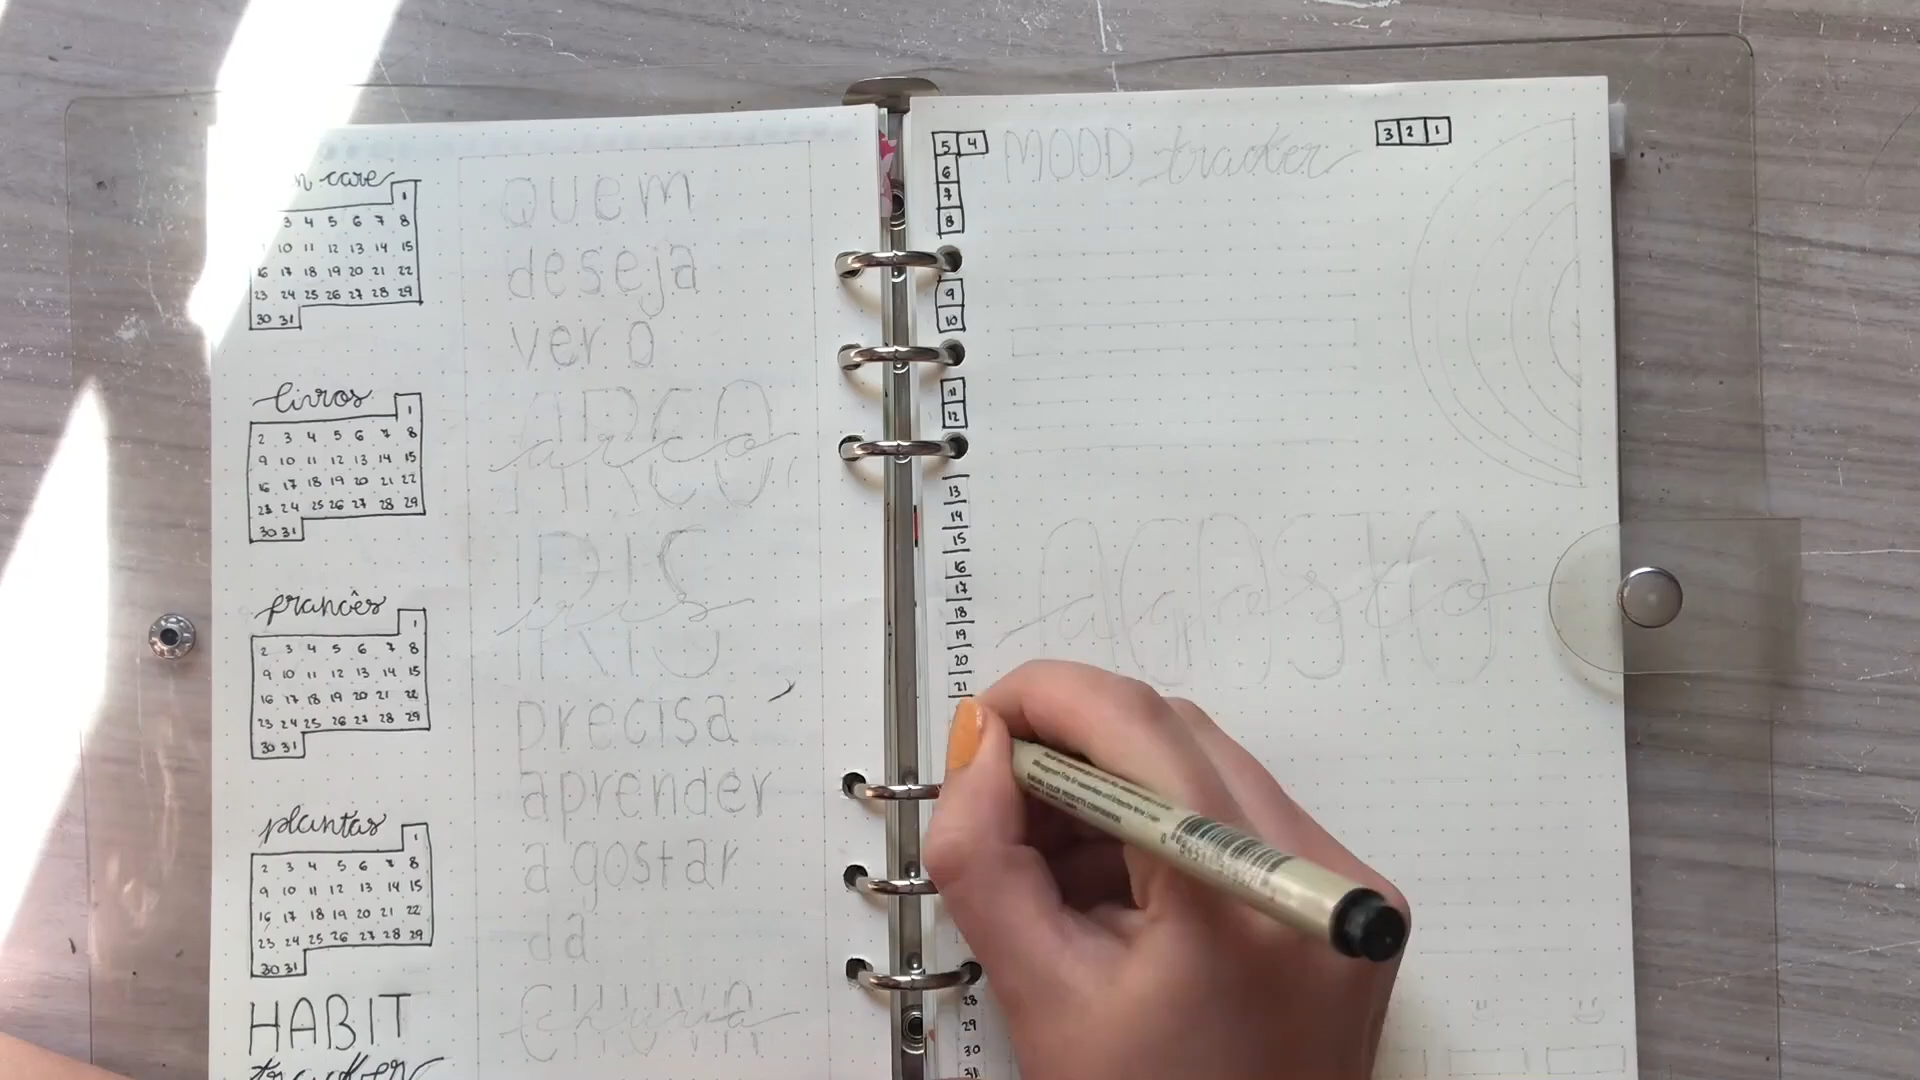 n care
1
3 4 5 6 7 8
10 11 12 13 14 15
16 17 18 19 20 21 22
23 24 25 26 27 28 29
30 31
livros
1
2 3 4 5 6 7 8
9 10 11 12 13 14 15
16 17 18 19 20 21 22
23 24 25 26 27 28 29
30 31
francês
1
2 3 4 5 6 7 8
9 10 11 12 13 14 15
16 17 18 19 20 21 22
23 24 25 26 27 28 29
30 31
plantas
1
2 3 4 5 6 7 8
9 10 11 12 13 14 15
16 17 18 19 20 21 22
23 24 25 26 27 28 29
30 31
HABIT
tracker
quem
deseja
ver o
ARCO
arco
IRIS
iris
precisa
aprender
a gostar
da
CHUVA
chuva
5 4 MOOD tracker 3 2 1
6
7
8
9
10
11
12
13
14
15
16
17
18
19
20
21
28
29
30
31
AGOSTO
agosto